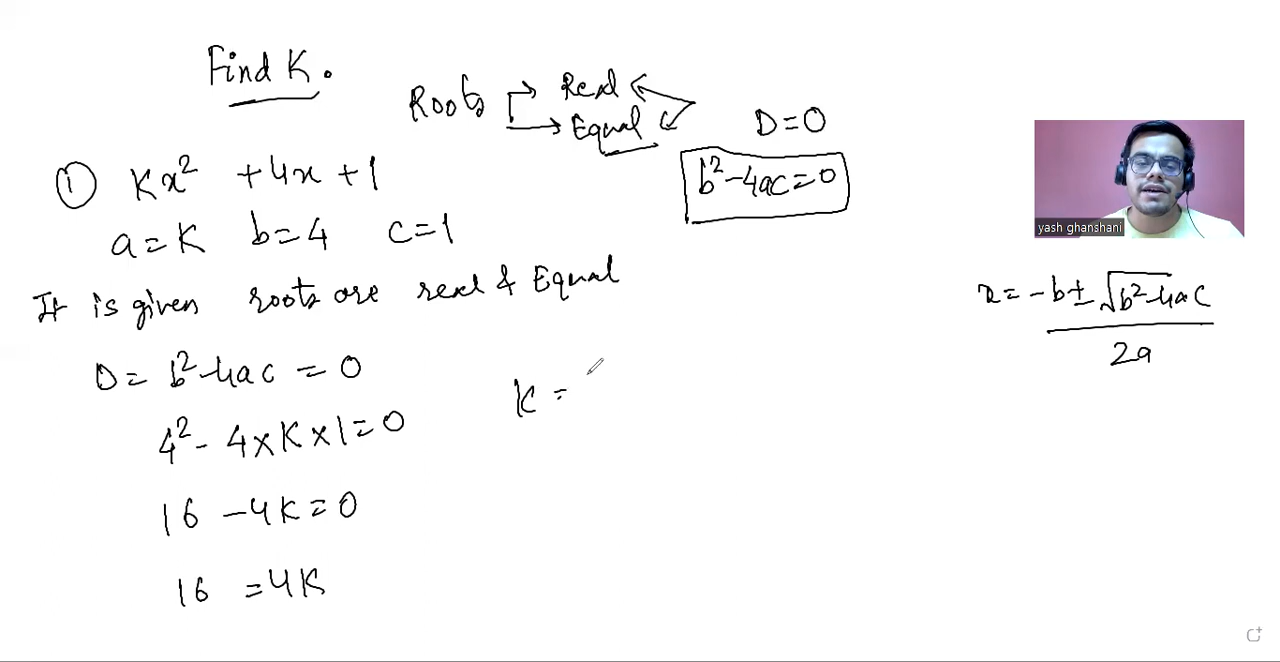 Find K.
Roots → Real
→ Equal
D=0
b²-4ac=0
① Kx² +4x +1
a=K b=4 c=1
It is given roots are real & Equal
D= b²-4ac = 0
4²- 4×K×1=0
16 -4K=0
16 =4K
K =
yash ghanshani
x= -b± √b²-4ac
2a